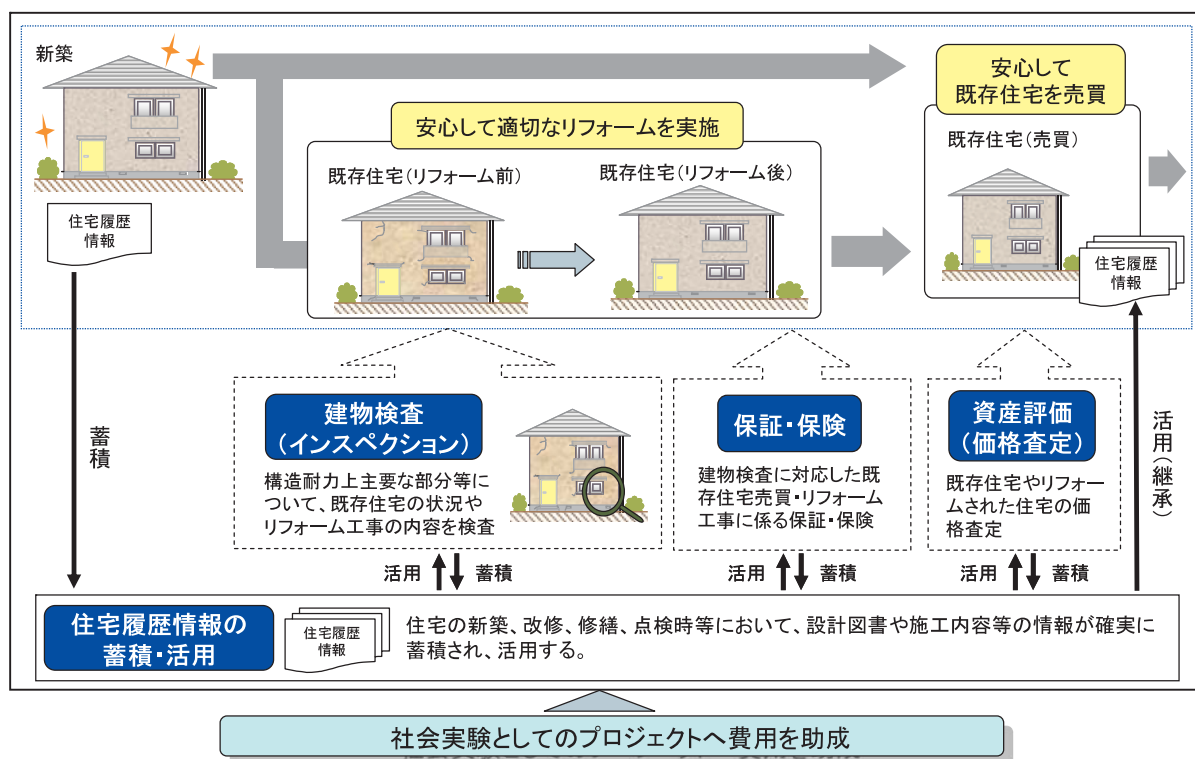 新築
安心して
既存住宅を売買
安心して適切なリフォームを実施
既存住宅(売買)
既存住宅(リフォーム前)
既存住宅(リフォーム後)
住宅履歴
情報
住宅履歴
情報
建物検査
(インスペクション)
構造耐力上主要な部分等に
ついて、既存住宅の状況や
リフォーム工事の内容を検査
保証・保険
建物検査に対応した既
存住宅売買・リフォーム
工事に係る保証・保険
資産評価
(価格査定)
既存住宅やリフォー
ムされた住宅の価
格査定
蓄積
活用(継承)
活用
蓄積
活用
蓄積
活用
蓄積
住宅履歴情報の
蓄積・活用
住宅履歴
情報
住宅の新築、改修、修繕、点検時等において、設計図書や施工内容等の情報が確実に
蓄積され、活用する。
社会実験としてのプロジェクトへ費用を助成